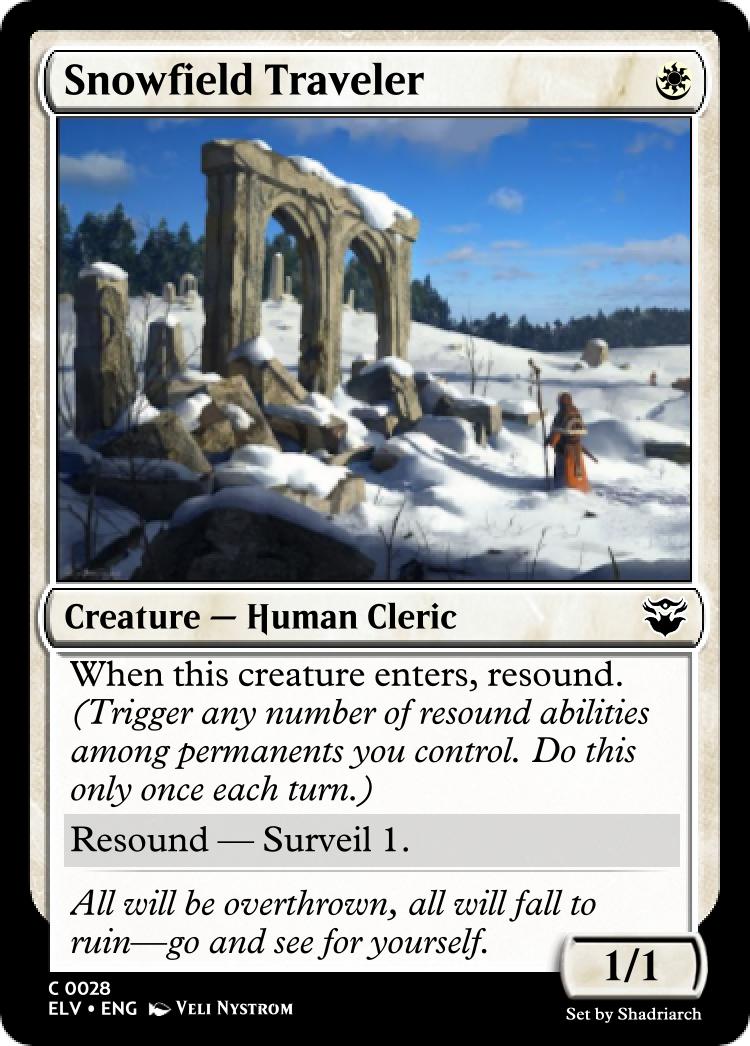 Snowfield Traveler
Creature — Human Cleric
When this creature enters, resound.
(Trigger any number of resound abilities
among permanents you control. Do this
only once each turn.)
Resound — Surveil 1.
All will be overthrown, all will fall to
ruin—go and see for yourself.
1/1
C 0028
ELV • ENG VELI NYSTROM
Set by Shadriarch